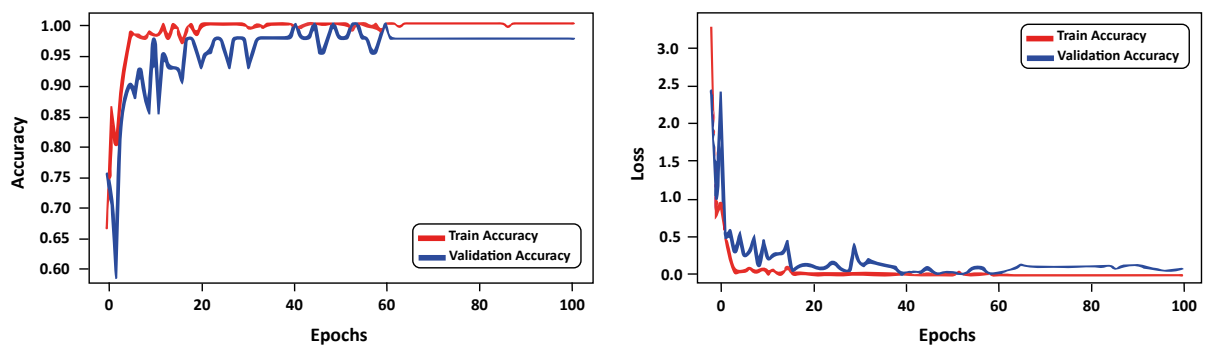 1.00
0.95
0.90
0.85
0.80
0.75
0.70
0.65
0.60
Accuracy
Train Accuracy
Validation Accuracy
0 20 40 60 80 100
Epochs
3.0
2.5
2.0
1.5
1.0
0.5
0.0
Loss
Train Accuracy
Validation Accuracy
0 20 40 60 80 100
Epochs